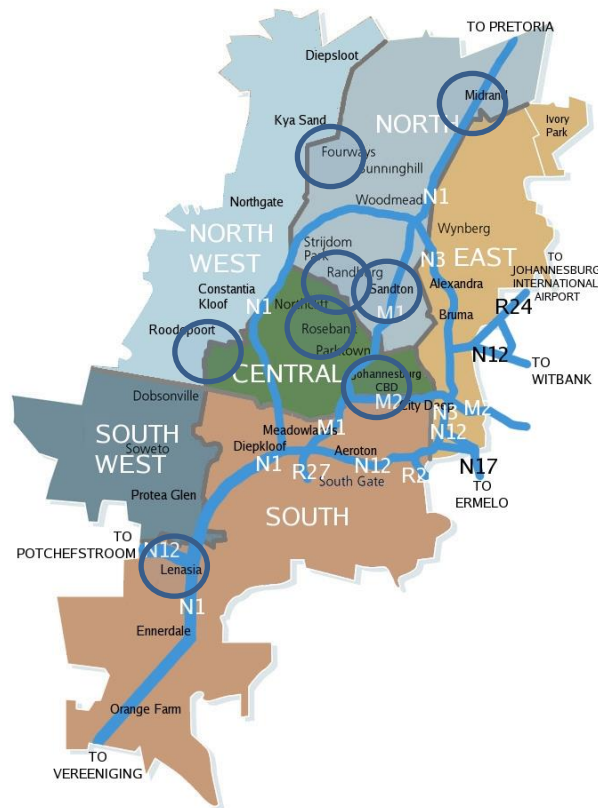 TO PRETORIA
Diepsloot
Midrand
Kya Sand
NORTH
Ivory
Park
Fourways
Sunninghill
Northgate
Woodmead
N1
NORTH
WEST
Strijdom
Park
Wynberg
EAST
N3
TO
JOHANNESBURG
INTERNATIONAL
AIRPORT
Constantia
Kloof
Randburg
Sandton
Alexandra
N1
Northcliff
M1
Bruma
R24
Roodepoort
Rosebank
Parktown
N12
TO
WITBANK
CENTRAL
Johannesburg
CBD
Dobsonville
M2
City Deep
N3
M2
N12
SOUTH
WEST
Soweto
Meadowlands
M1
Diepkloof
Aeroton
N1
R27
N12
R2
N17
TO
ERMELO
South Gate
Protea Glen
SOUTH
TO
POTCHEFSTROOM
N12
Lenasia
N1
Ennerdale
Orange Farm
TO
VEREENIGING